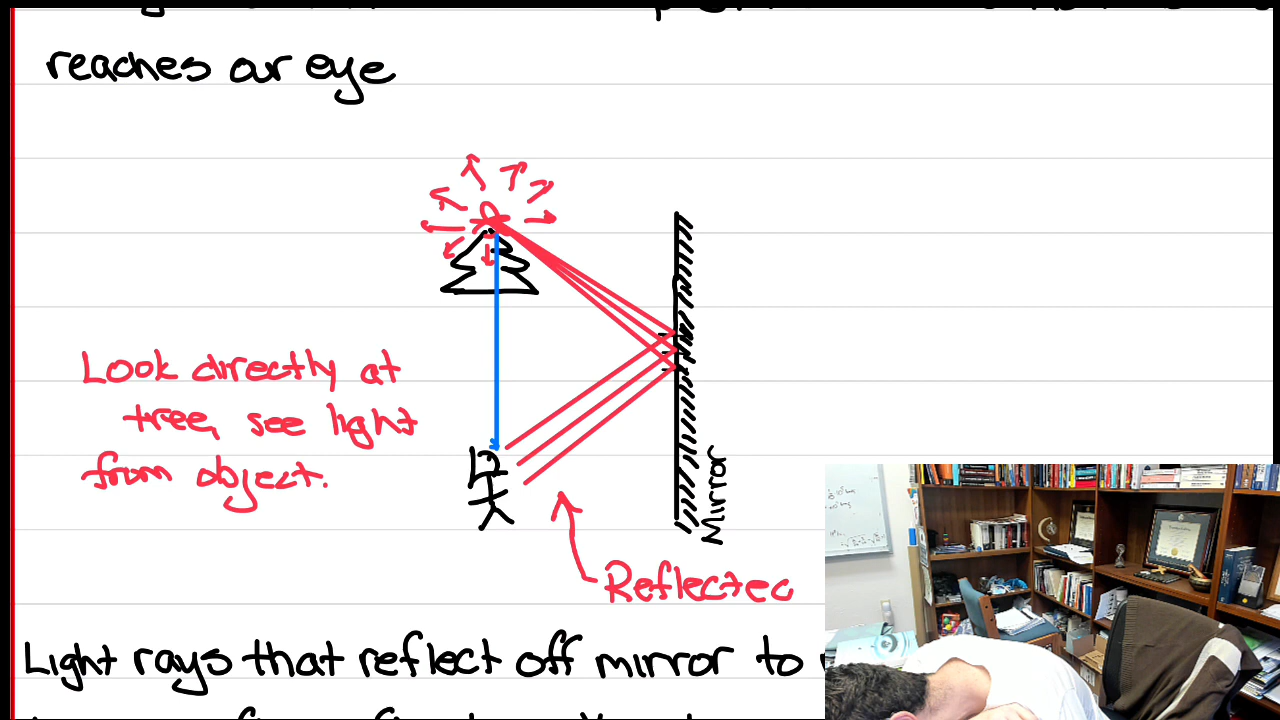 reaches our eye
Look directly at
tree, see light
from object.
Mirror
Reflected
Light rays that reflect off mirror to